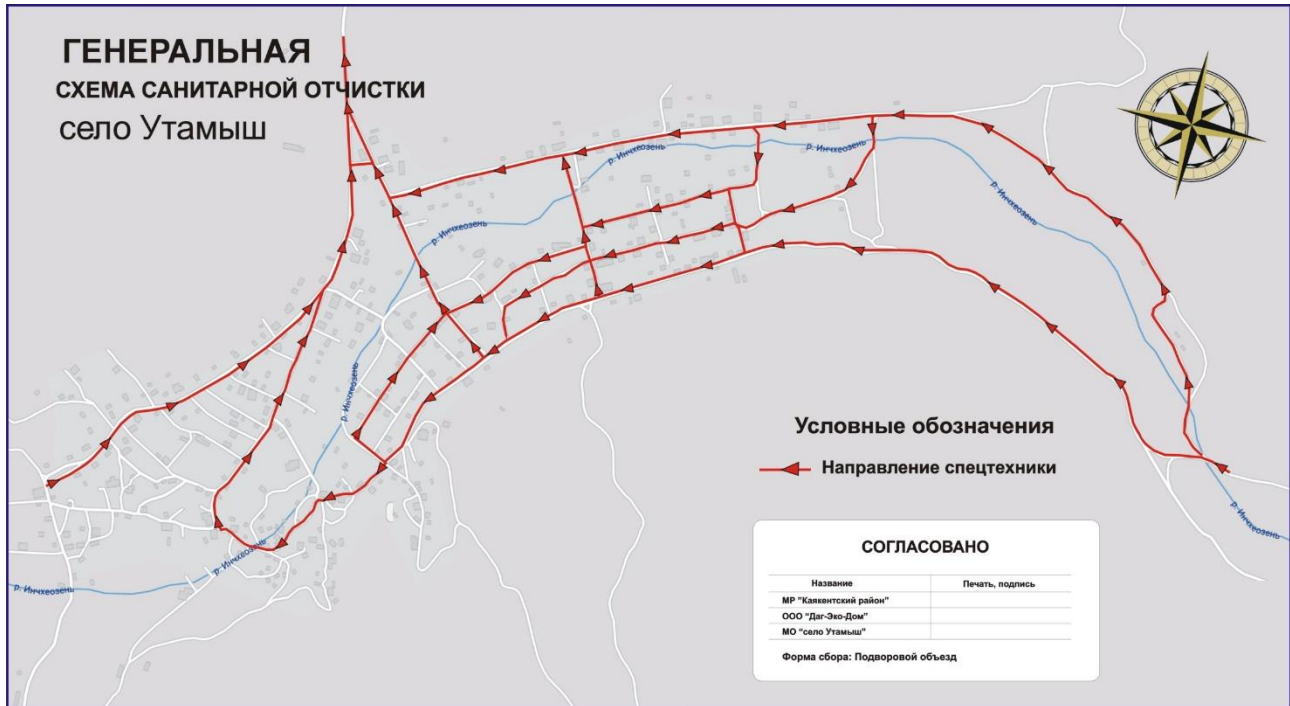 ГЕНЕРАЛЬНАЯ
СХЕМА САНИТАРНОЙ ОТЧИСТКИ
село Утамыш
р. Инчхеозень
р. Инчхеозень
р. Инчхеозень
р. Инчхеозень
р. Инчхеозень
р. Инчхеозень
р. Инчхеозень
р. Инчхеозень
Условные обозначения
Направление спецтехники
СОГЛАСОВАНО
Название Печать, подпись
МР "Каякентский район"
ООО "Даг-Эко-Дом"
МО "село Утамыш"
Форма сбора: Подворовой объезд